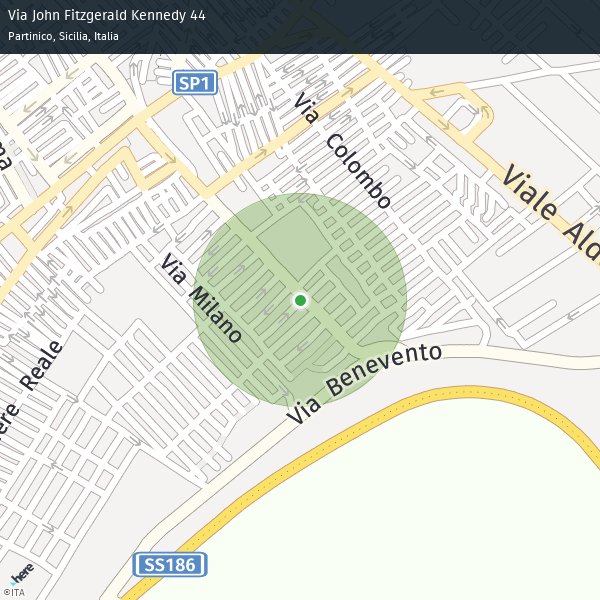 Via John Fitzgerald Kennedy 44
Partinico, Sicilia, Italia
SP1
Via Colombo
Viale Ald
ma
Via Milano
ere Reale
Via Benevento
SS186
here
©ITA